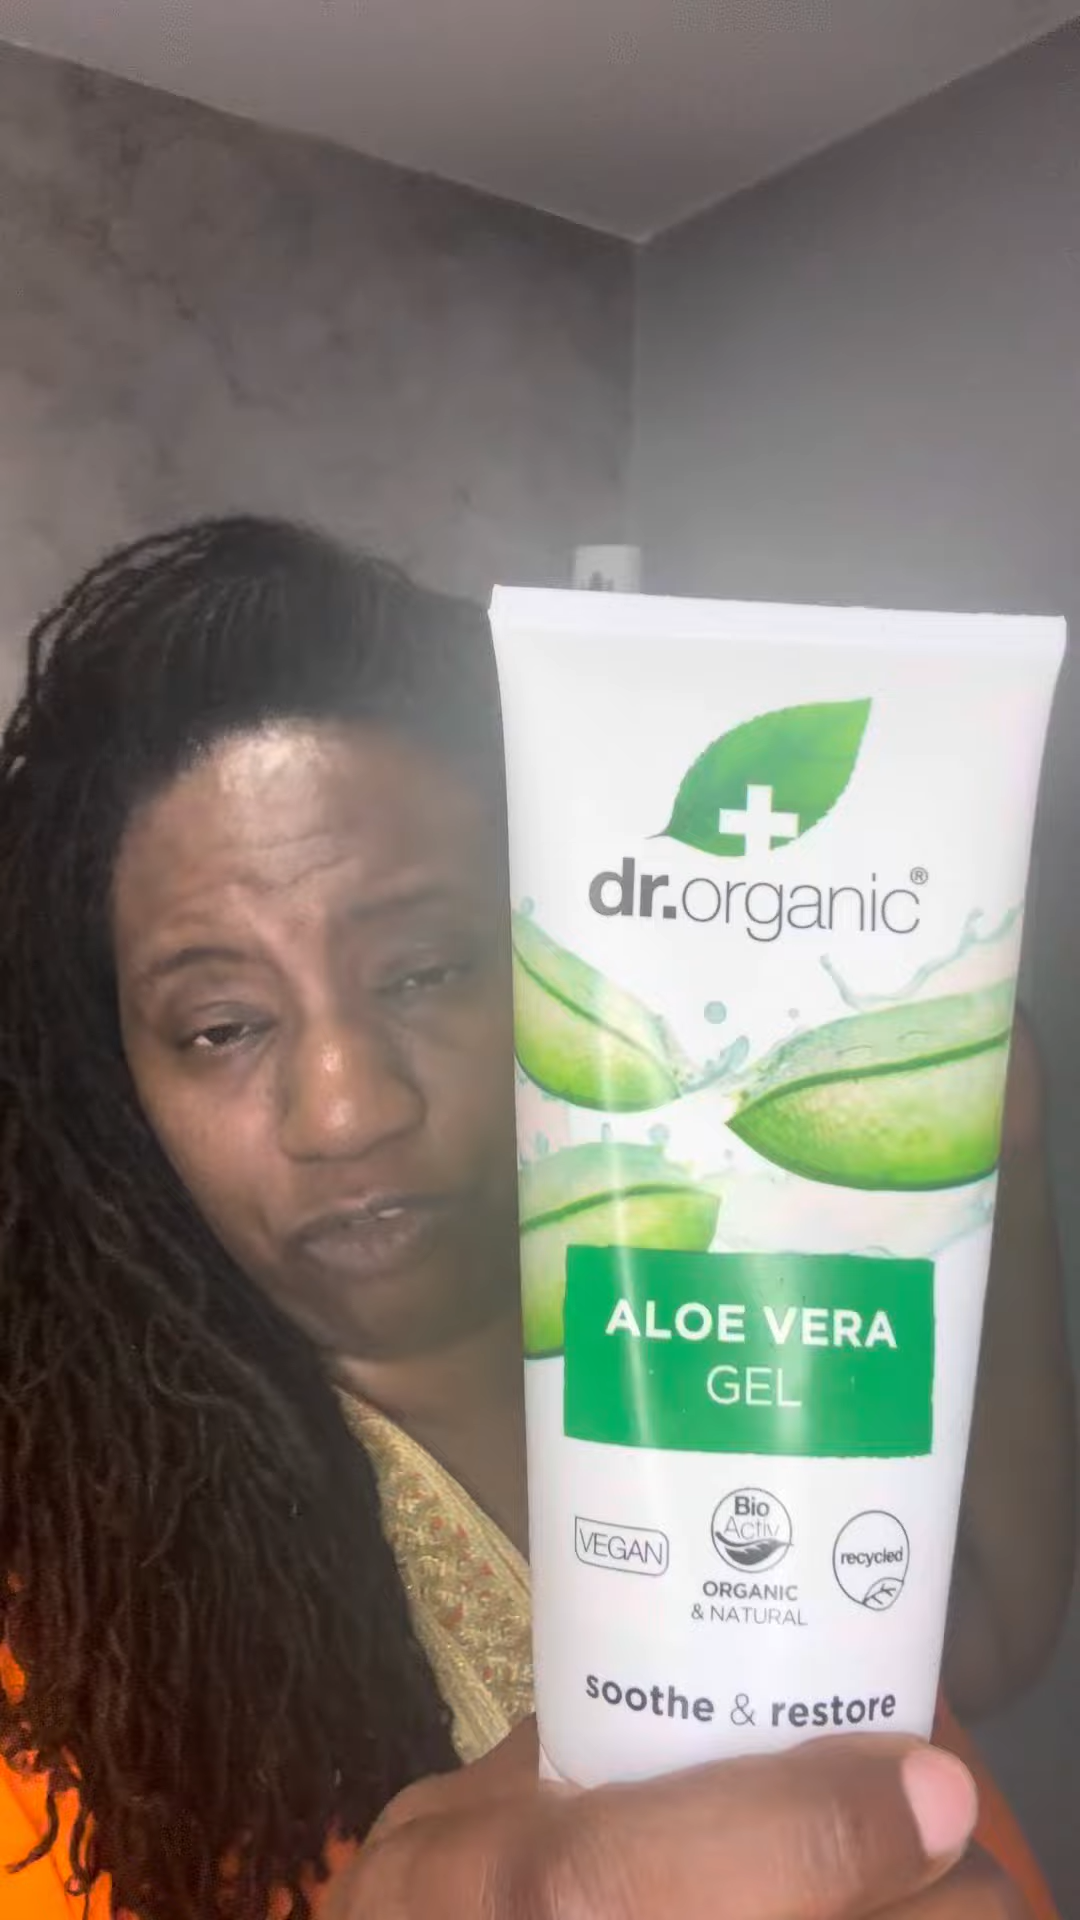 dr.organic®
ALOE VERA
GEL
VEGAN
Bio
Activ
ORGANIC
& NATURAL
recycled
soothe & restore